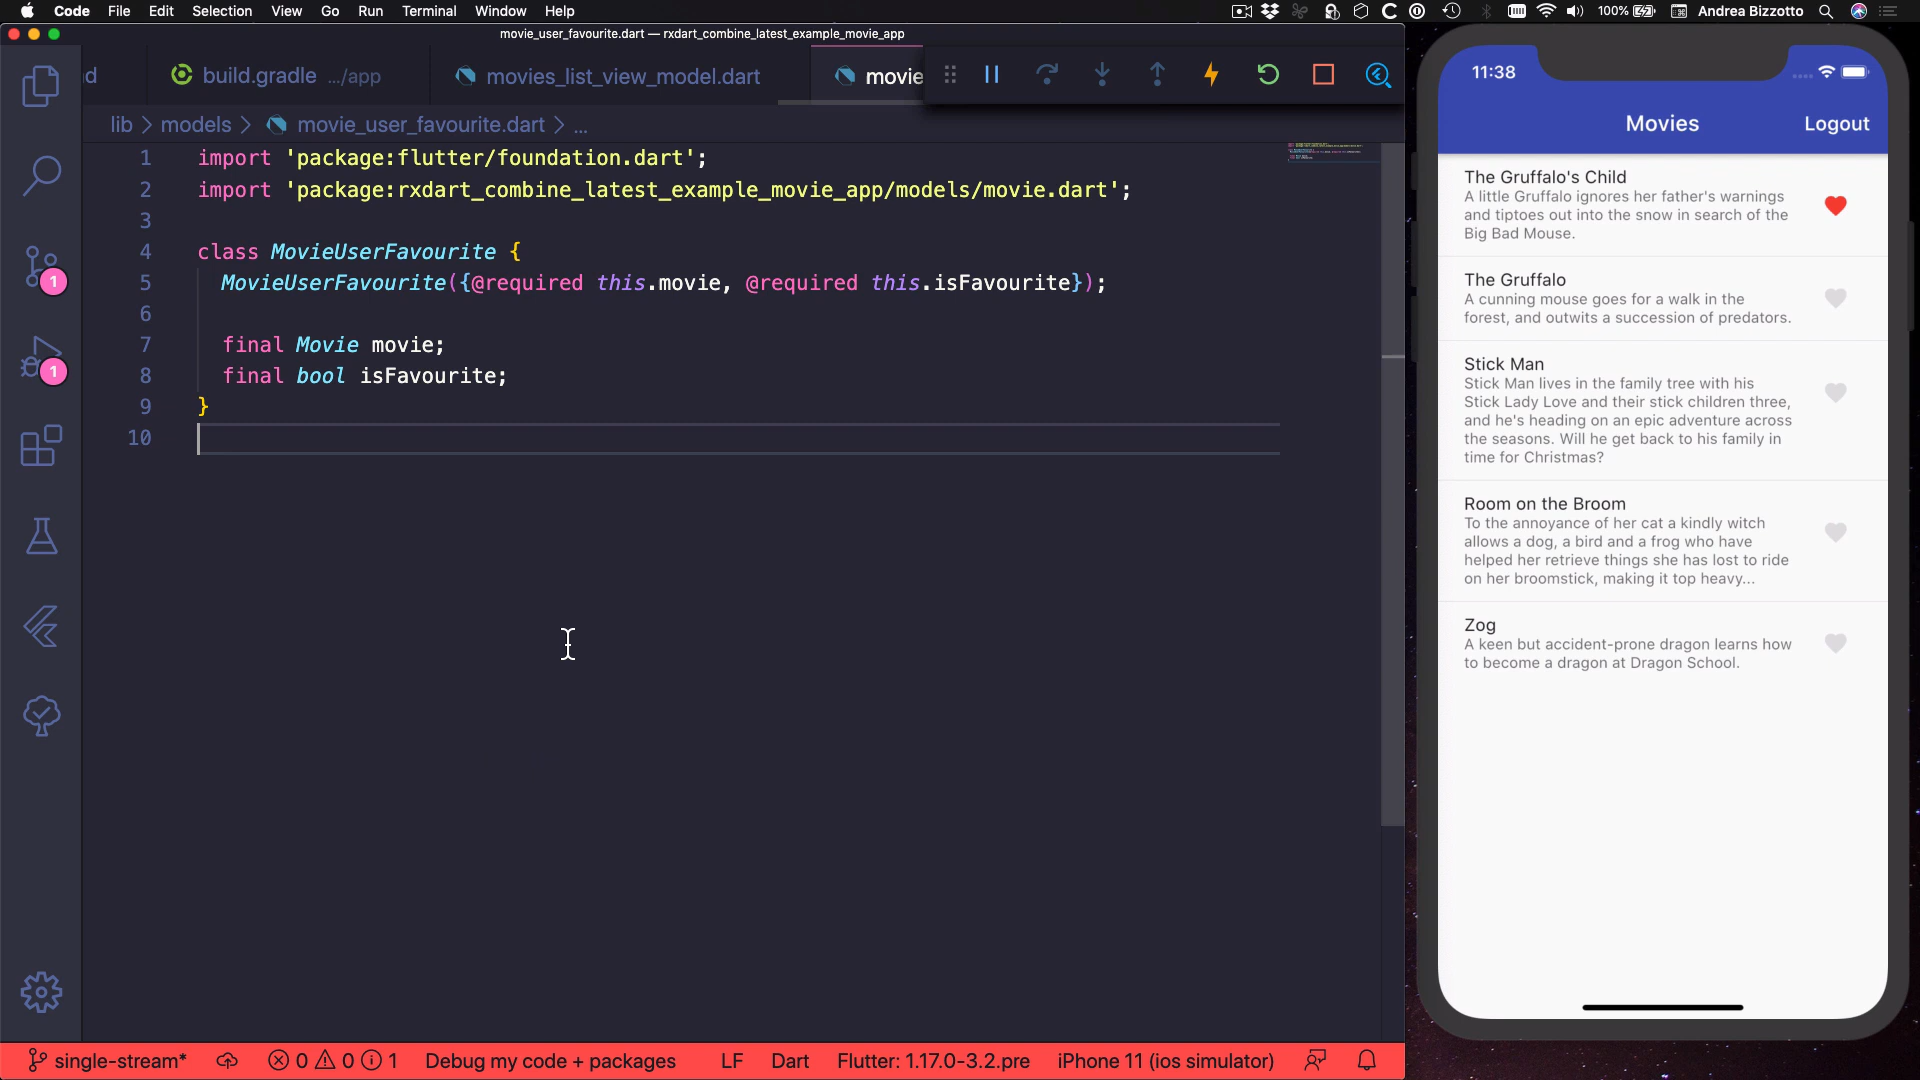 Code File Edit Selection View Go Run Terminal Window Help 100% Andrea Bizzotto
movie_user_favourite.dart — rxdart_combine_latest_example_movie_app
d build.gradle .../app movies_list_view_model.dart movie
lib > models > movie_user_favourite.dart > ...
1 import 'package:flutter/foundation.dart';
2 import 'package:rxdart_combine_latest_example_movie_app/models/movie.dart';
3
4 class MovieUserFavourite {
5 MovieUserFavourite({@required this.movie, @required this.isFavourite});
6
7 final Movie movie;
8 final bool isFavourite;
9 }
10
1
1
single-stream* 0 0 1 Debug my code + packages LF Dart Flutter: 1.17.0-3.2.pre iPhone 11 (ios simulator)
11:38
Movies Logout
The Gruffalo's Child
A little Gruffalo ignores her father's warnings
and tiptoes out into the snow in search of the
Big Bad Mouse.
The Gruffalo
A cunning mouse goes for a walk in the
forest, and outwits a succession of predators.
Stick Man
Stick Man lives in the family tree with his
Stick Lady Love and their stick children three,
and he's heading on an epic adventure across
the seasons. Will he get back to his family in
time for Christmas?
Room on the Broom
To the annoyance of her cat a kindly witch
allows a dog, a bird and a frog who have
helped her retrieve things she has lost to ride
on her broomstick, making it top heavy...
Zog
A keen but accident-prone dragon learns how
to become a dragon at Dragon School.